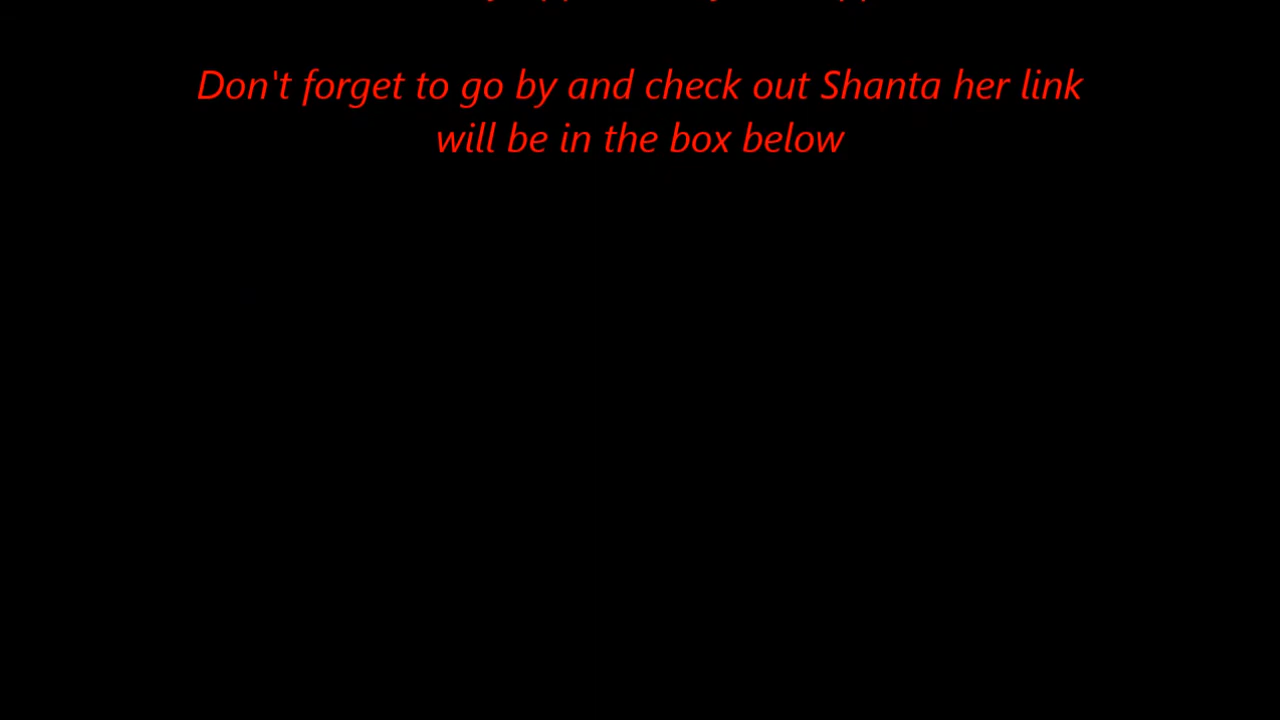 Don't forget to go by and check out Shanta her link
will be in the box below